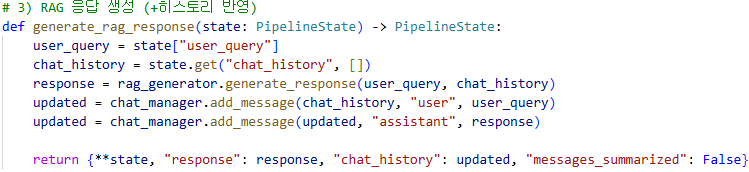 # 3) RAG 응답 생성 (+히스토리 반영)
def generate_rag_response(state: PipelineState) -> PipelineState:
    user_query = state["user_query"]
    chat_history = state.get("chat_history", [])
    response = rag_generator.generate_response(user_query, chat_history)
    updated = chat_manager.add_message(chat_history, "user", user_query)
    updated = chat_manager.add_message(updated, "assistant", response)
    return {**state, "response": response, "chat_history": updated, "messages_summarized": False}